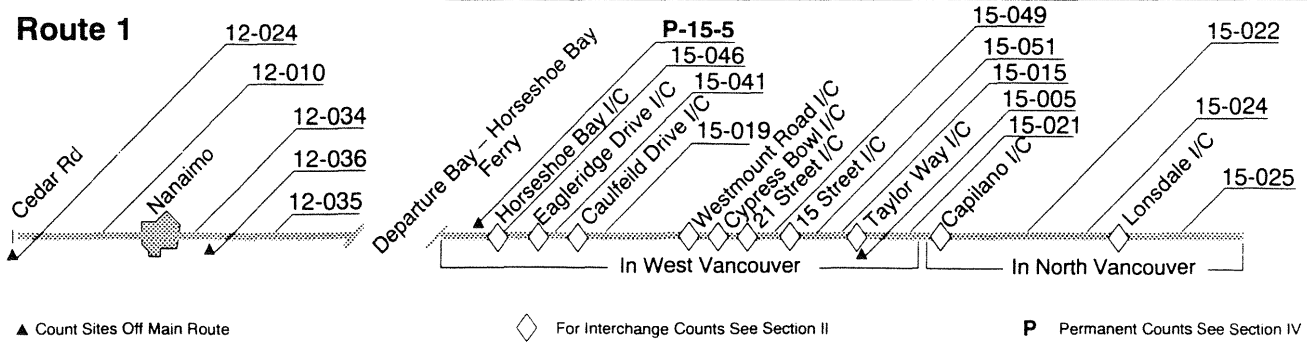 Route 1
12-024
12-010
12-034
12-036
12-035
Cedar Rd
Nanaimo
Departure Bay - Horseshoe Bay
Ferry
P-15-5
15-046
15-041
15-019
Horseshoe Bay I/C
Eagleridge Drive I/C
Caulfeild Drive I/C
Westmount Road I/C
Cypress Bowl I/C
21 Street I/C
15 Street I/C
Taylor Way I/C
Capilano I/C
Lonsdale I/C
15-049
15-051
15-015
15-005
15-021
15-022
15-024
15-025
In West Vancouver
In North Vancouver
Count Sites Off Main Route
For Interchange Counts See Section II
P Permanent Counts See Section IV